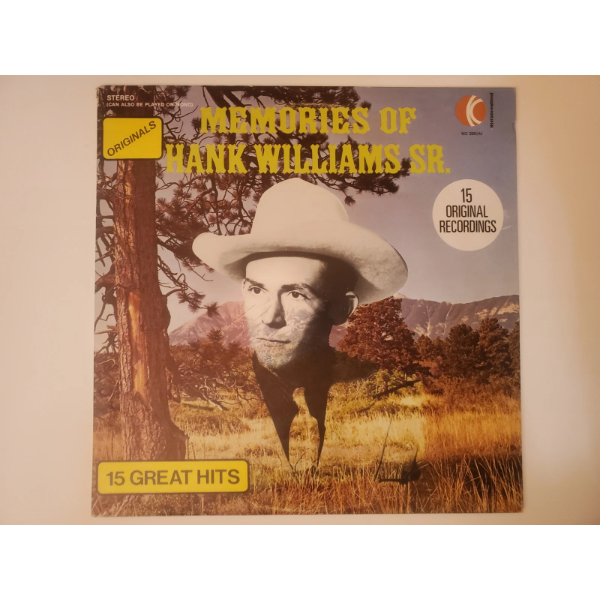 STEREO
(CAN ALSO BE PLAYED ON MONO)
ORIGINALS
MEMORIES OF
HANK WILLIAMS SR.
K
international
15
ORIGINAL
RECORDINGS
15 GREAT HITS